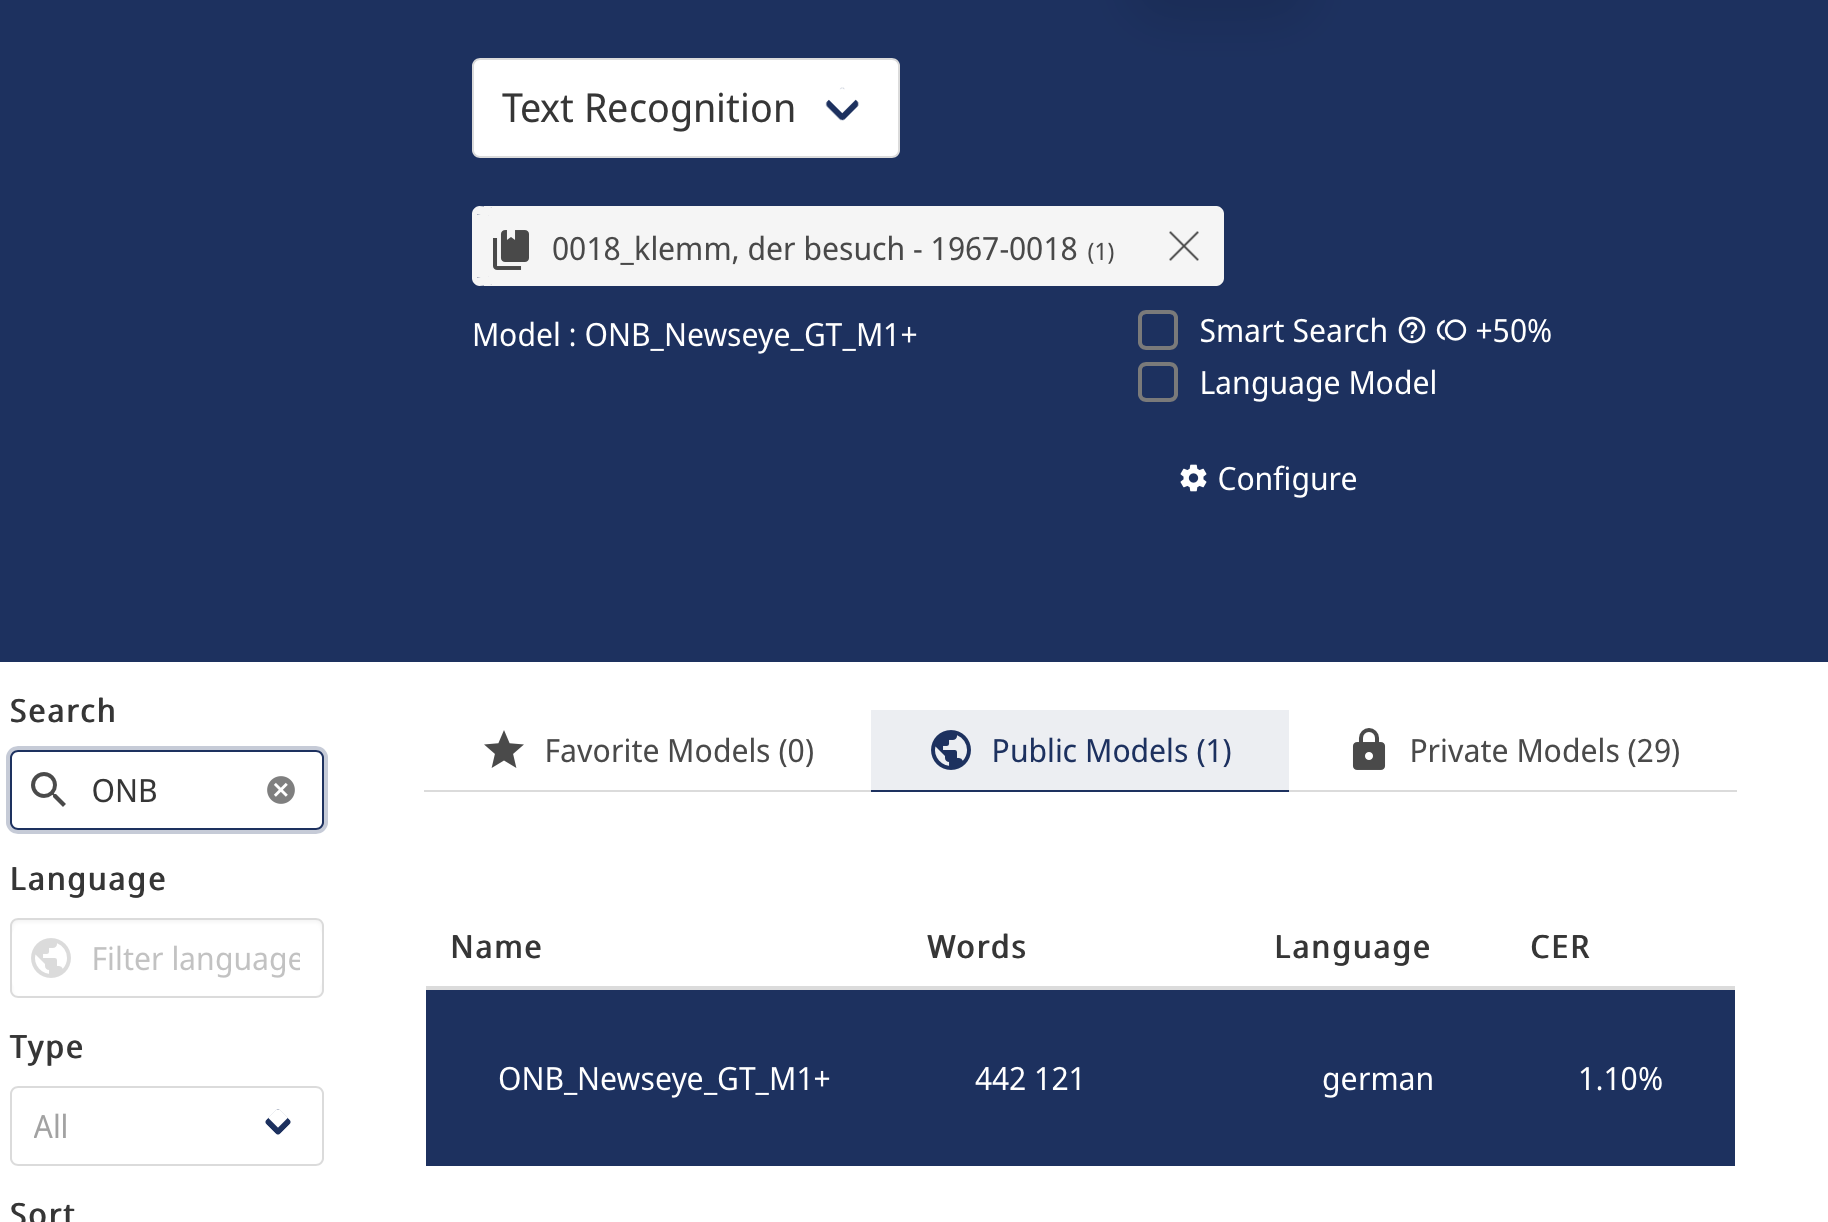 Text Recognition
0018_klemm, der besuch - 1967-0018 (1)
Model : ONB_Newseye_GT_M1+
Smart Search +50%
Language Model
Configure
Search
ONB
Language
Filter language
Type
All
Sort
Favorite Models (0)
Public Models (1)
Private Models (29)
Name Words Language CER
ONB_Newseye_GT_M1+ 442 121 german 1.10%